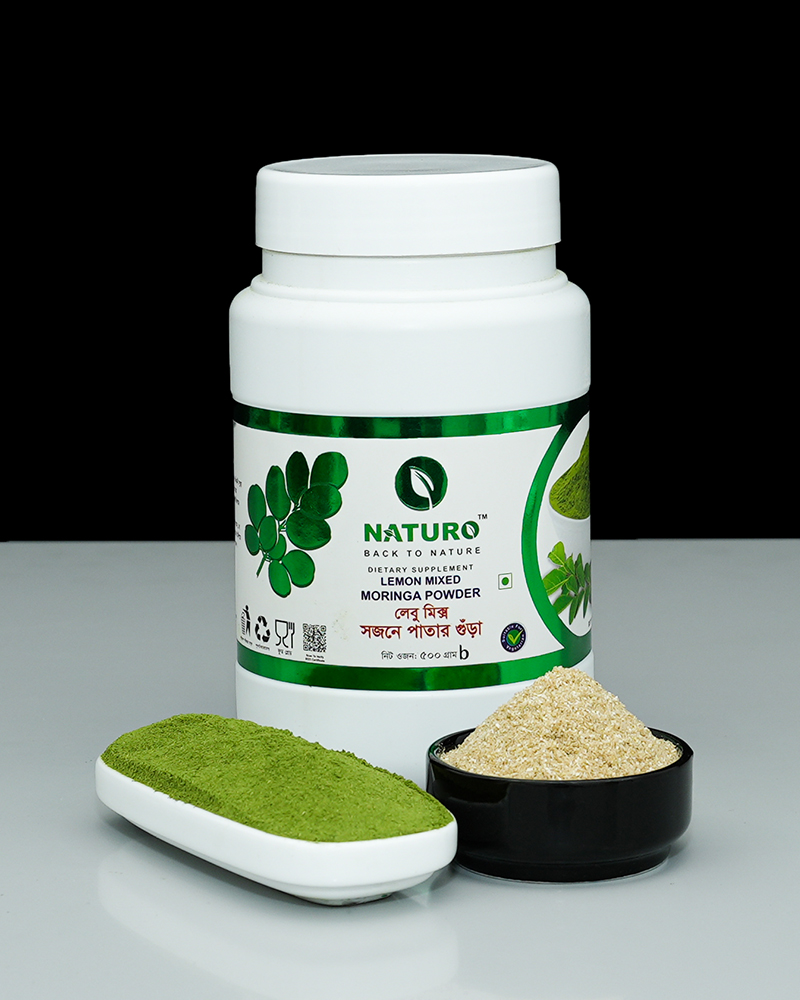 NATURO™
BACK TO NATURE
DIETARY SUPPLEMENT
LEMON MIXED
MORINGA POWDER
লেবু মিক্স
সজনে পাতার গুঁড়া
নিট ওজন: ৫০০ গ্রাম b